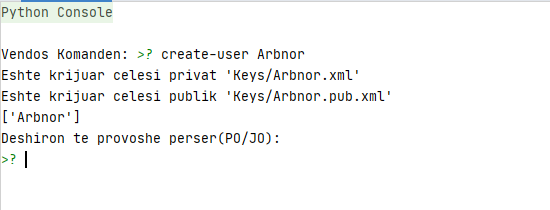 Python Console
Vendos Komanden: >? create-user Arbnor
Eshte krijuar celesi privat 'Keys/Arbnor.xml'
Eshte krijuar celesi publik 'Keys/Arbnor.pub.xml'
['Arbnor']
Deshiron te provoshe perser(PO/JO):
>?